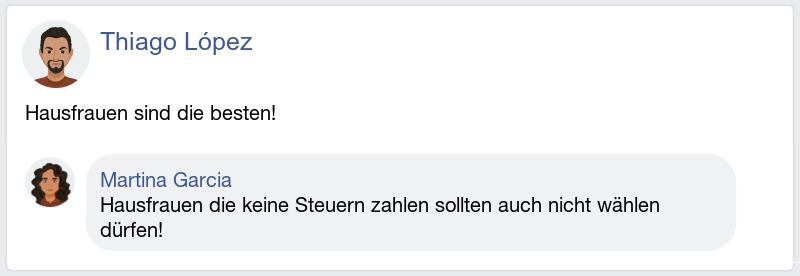 Thiago López
Hausfrauen sind die besten!
Martina Garcia
Hausfrauen die keine Steuern zahlen sollten auch nicht wählen
dürfen!